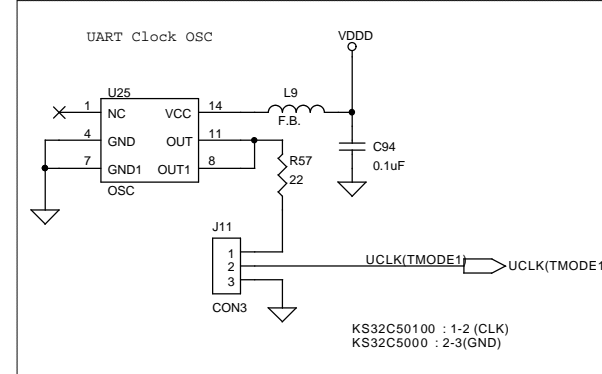 UART Clock OSC
VDDD
U25
L9
1 NC VCC 14
F.B.
4 GND OUT 11
C94
7 GND1 OUT1 8
R57
0.1uF
OSC
22
J11
1
2
3
UCLK(TMODE1)
UCLK(TMODE1
CON3
KS32C50100 : 1-2 (CLK)
KS32C5000 : 2-3(GND)